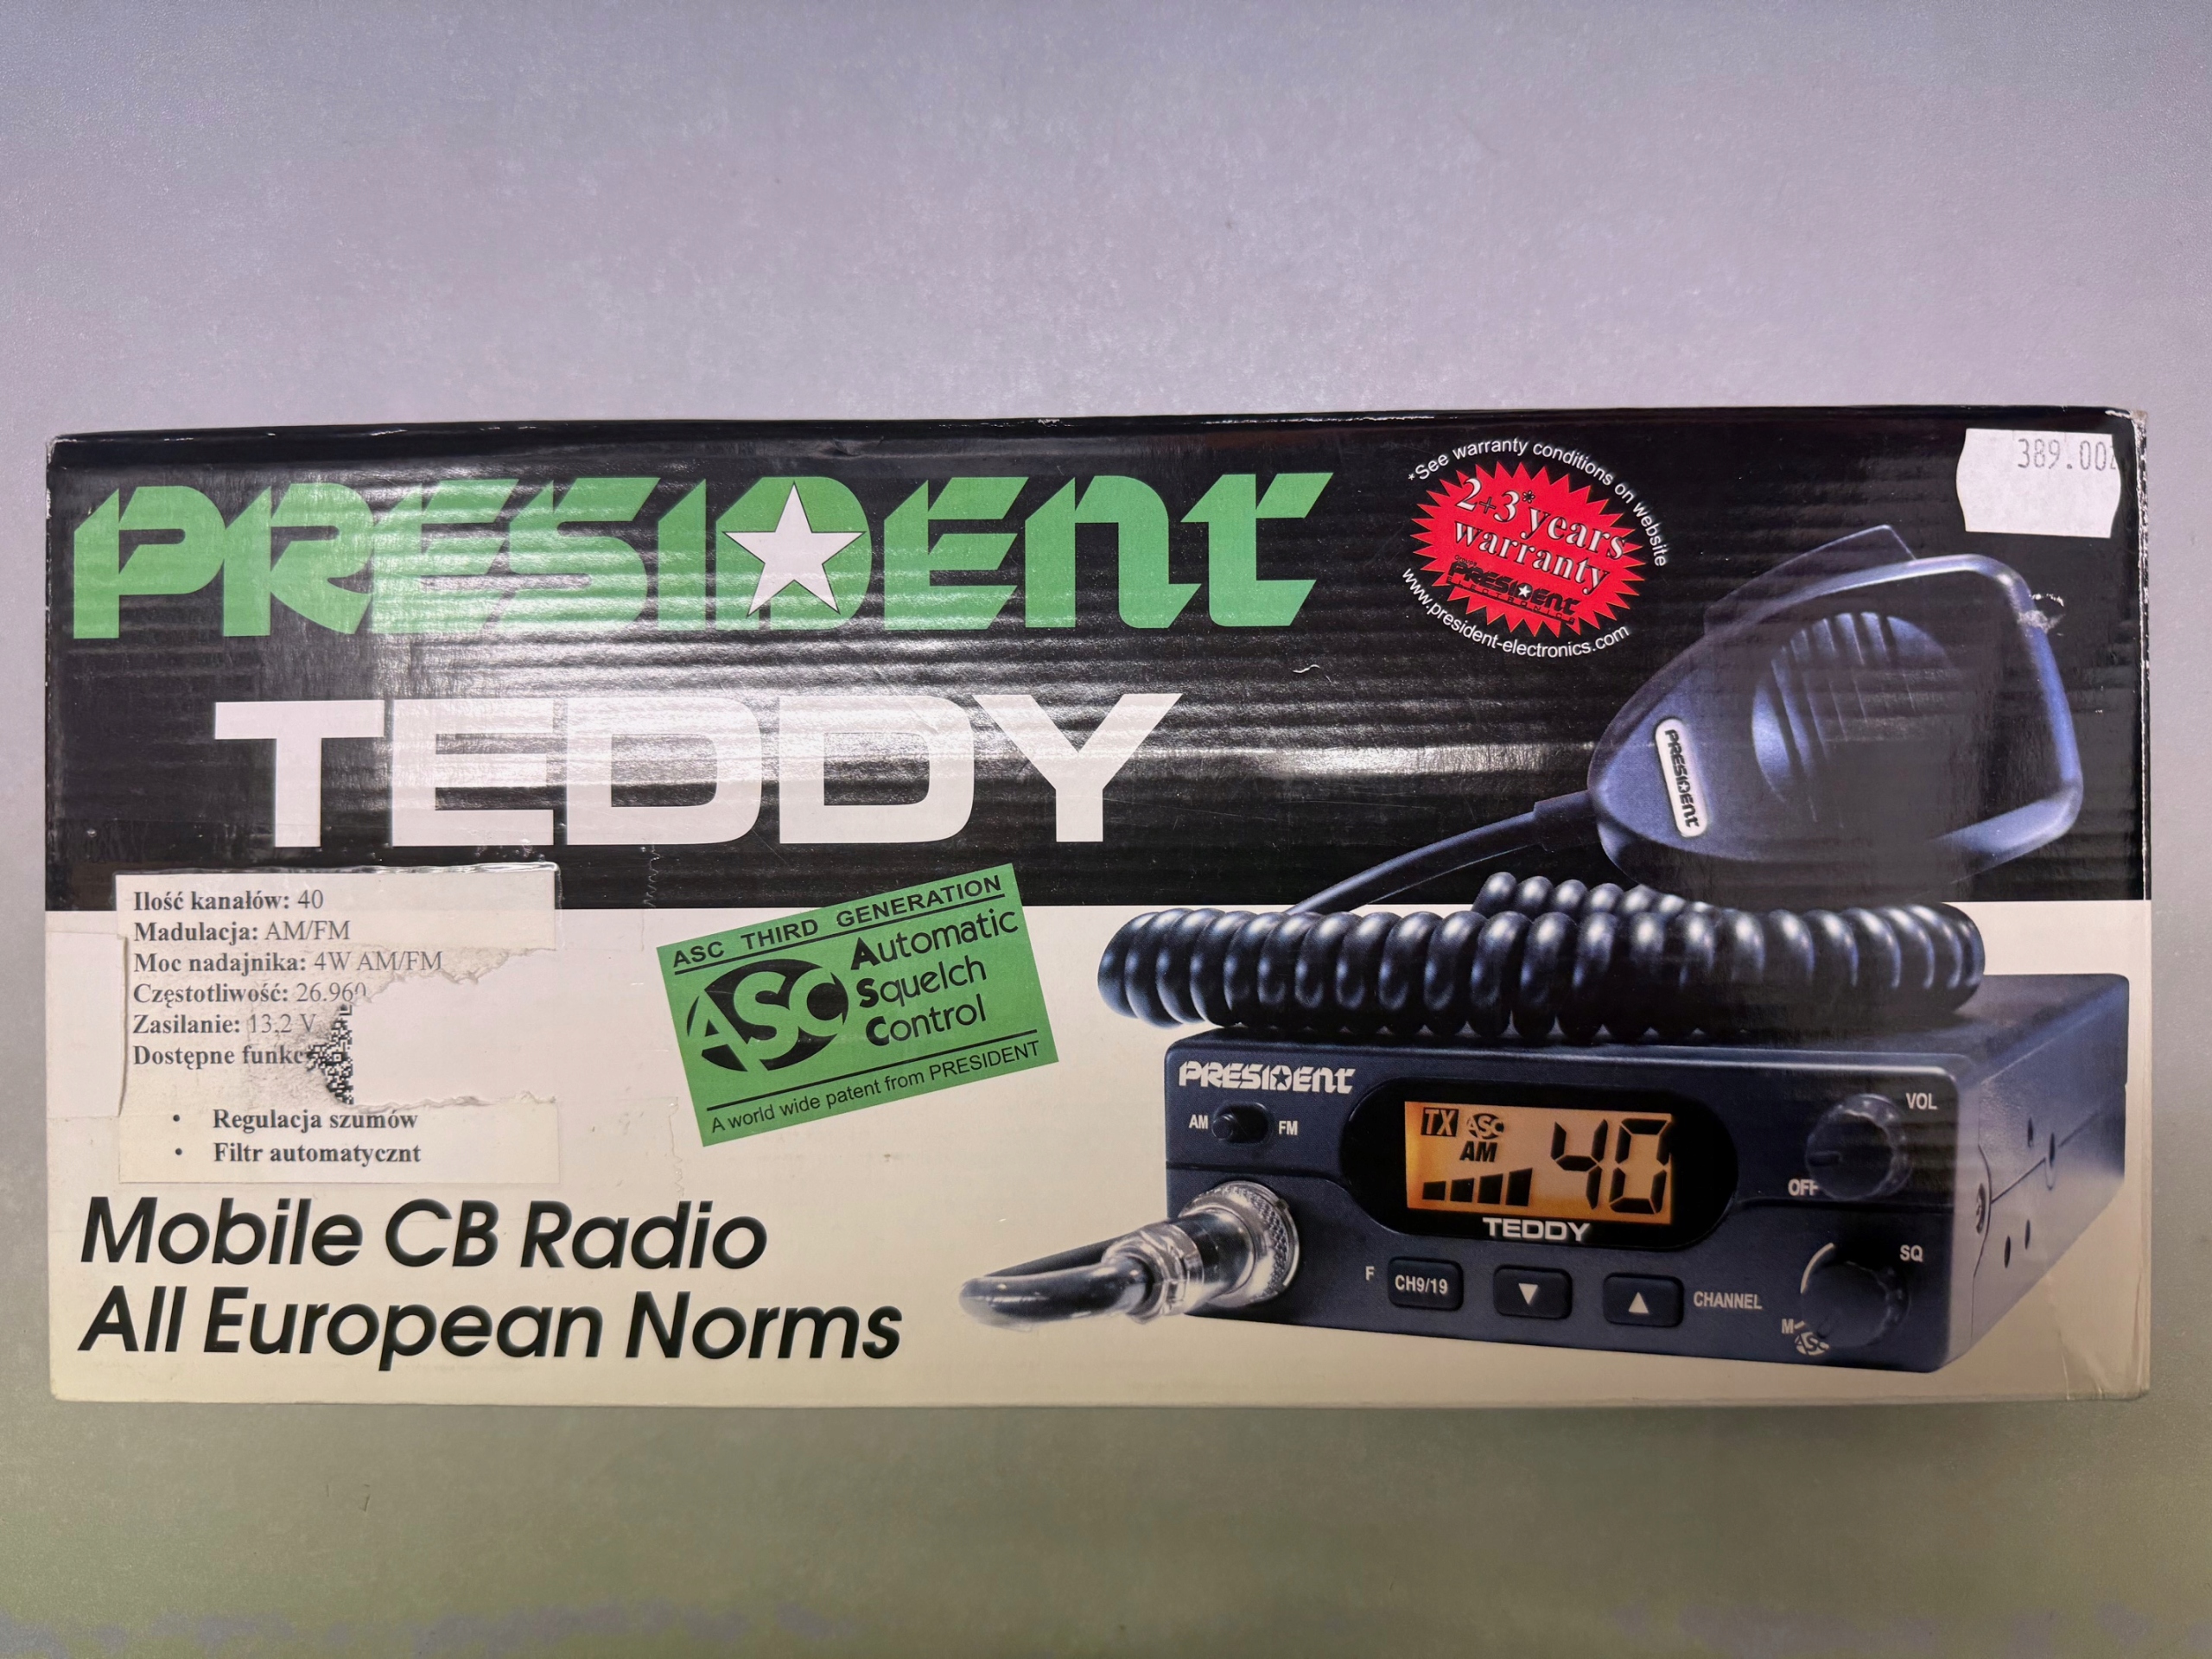 PRESIDENT
TEDDY
389.00
*See warranty conditions on website
2+3* years
warranty
PRESIDENT
ELECTRONICS
www.president-electronics.com
PRESIDENT
Ilość kanałów: 40
Madulacja: AM/FM
Moc nadajnika: 4W AM/FM
Częstotliwość: 26.960
Zasilanie: 13.2 V
Dostępne funkc
• Regulacja szumów
• Filtr automatycznt
ASC THIRD GENERATION
ASC
Automatic
Squelch
Control
A world wide patent from PRESIDENT
Mobile CB Radio
All European Norms
PRESIDENT
AM FM
TX ASC
AM
40
TEDDY
VOL
OFF
SQ
F CH9/19 ▼ ▲ CHANNEL
M
ASC